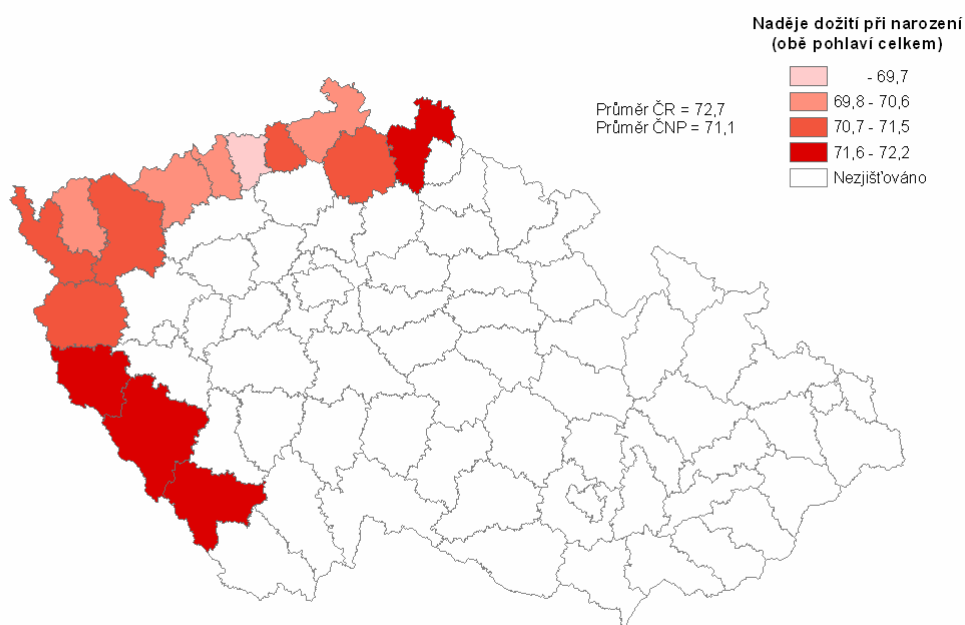 Naděje dožití při narození
(obě pohlaví celkem)
- 69,7
69,8 - 70,6
70,7 - 71,5
71,6 - 72,2
Nezjišťováno
Průměr ČR = 72,7
Průměr ČNP = 71,1